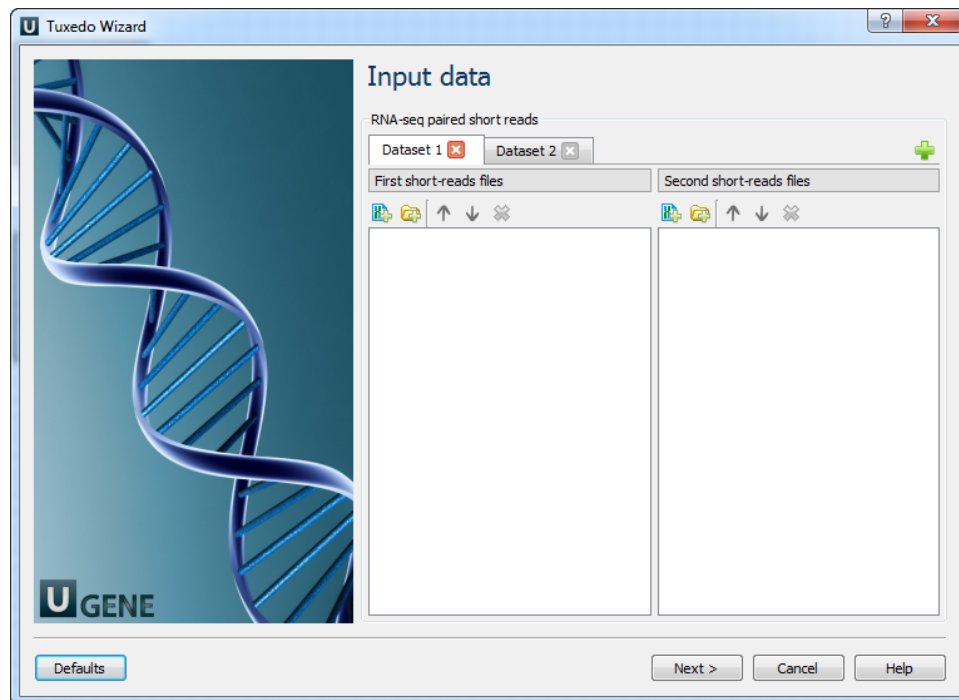 Tuxedo Wizard
Input data
RNA-seq paired short reads
Dataset 1 Dataset 2
First short-reads files Second short-reads files
U GENE
Defaults Next > Cancel Help